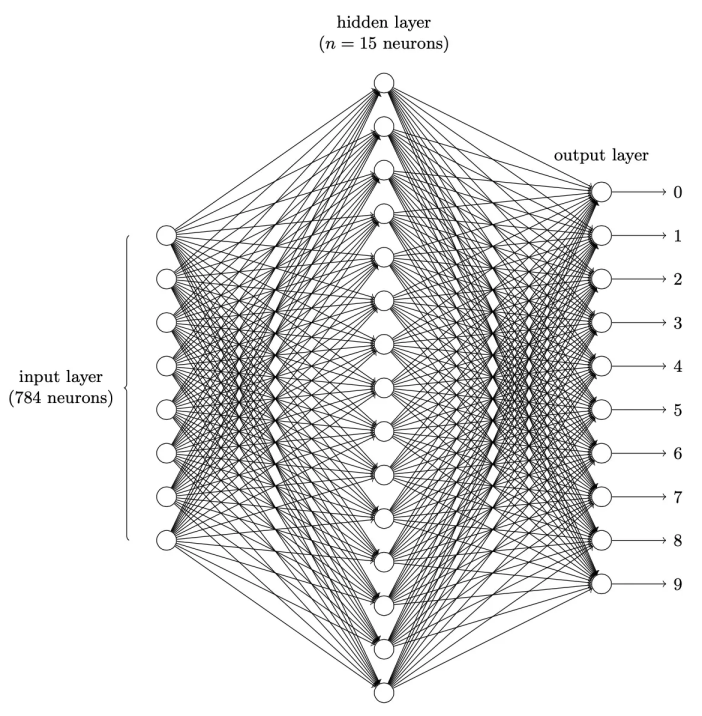 hidden layer
(n = 15 neurons)
output layer
0
1
2
3
4
5
6
7
8
9
input layer
(784 neurons)